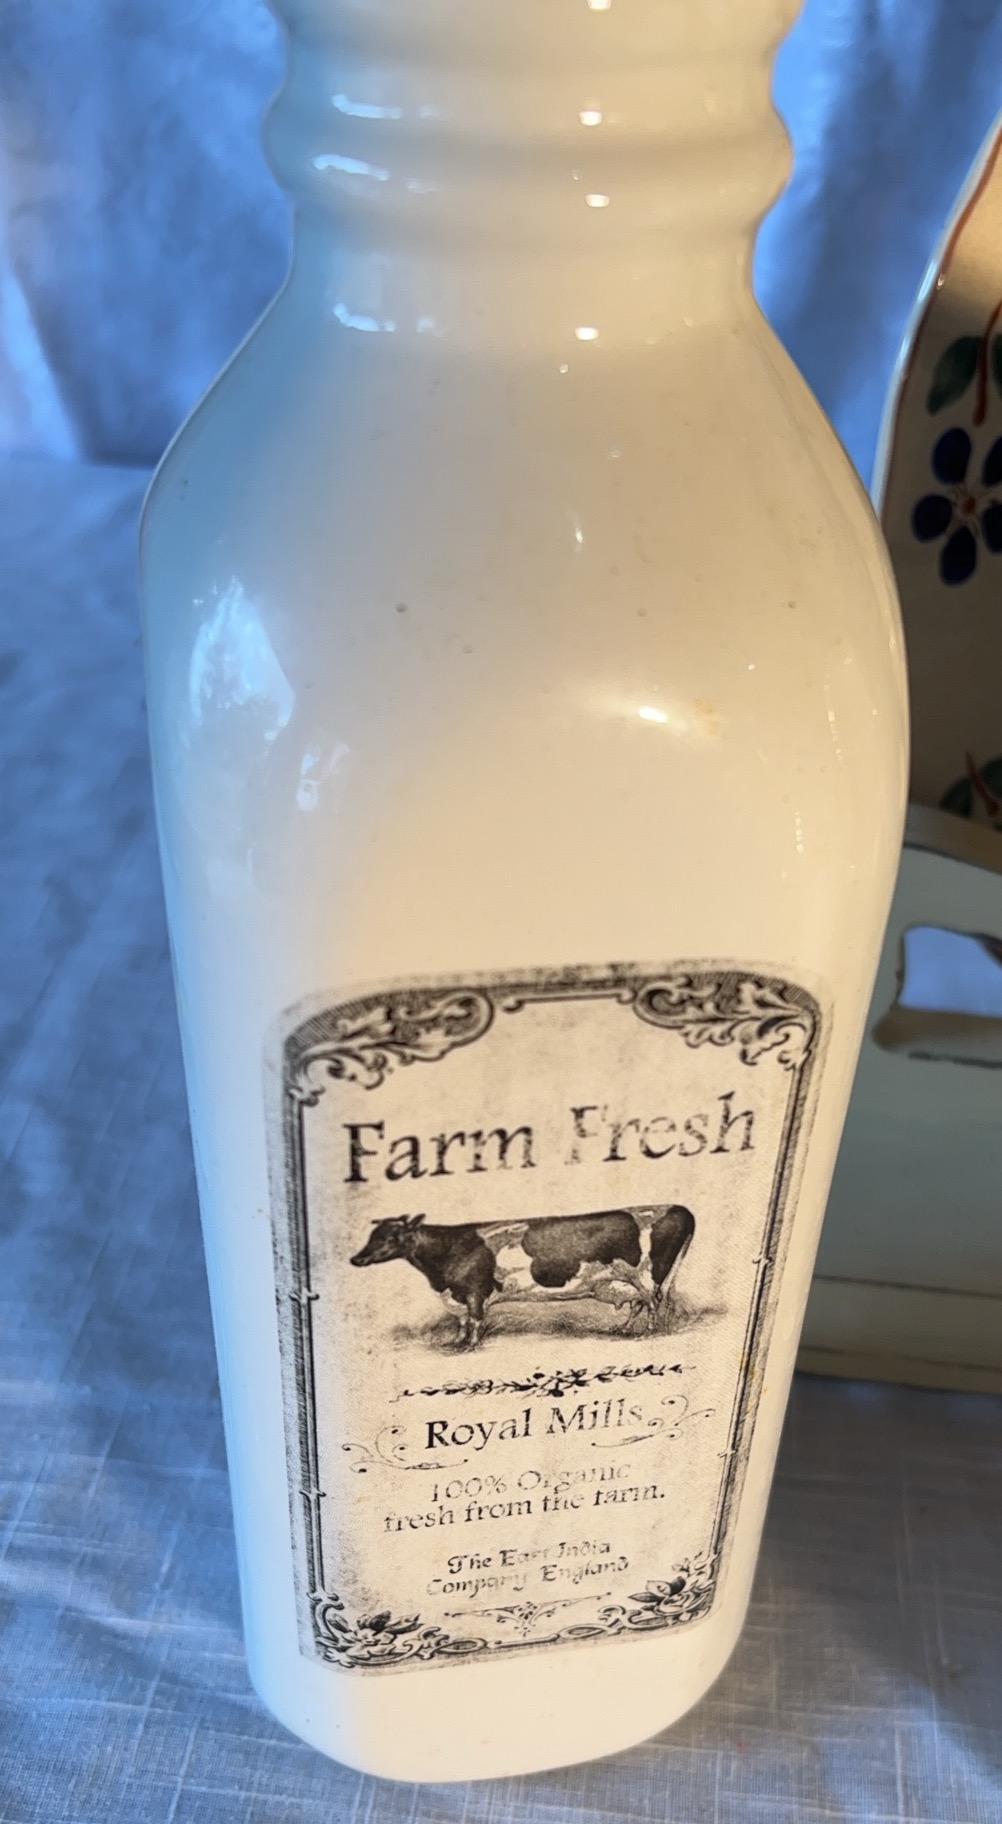 Farm Fresh
Royal Mills
100% Organic
fresh from the farm.
The East India
Company England